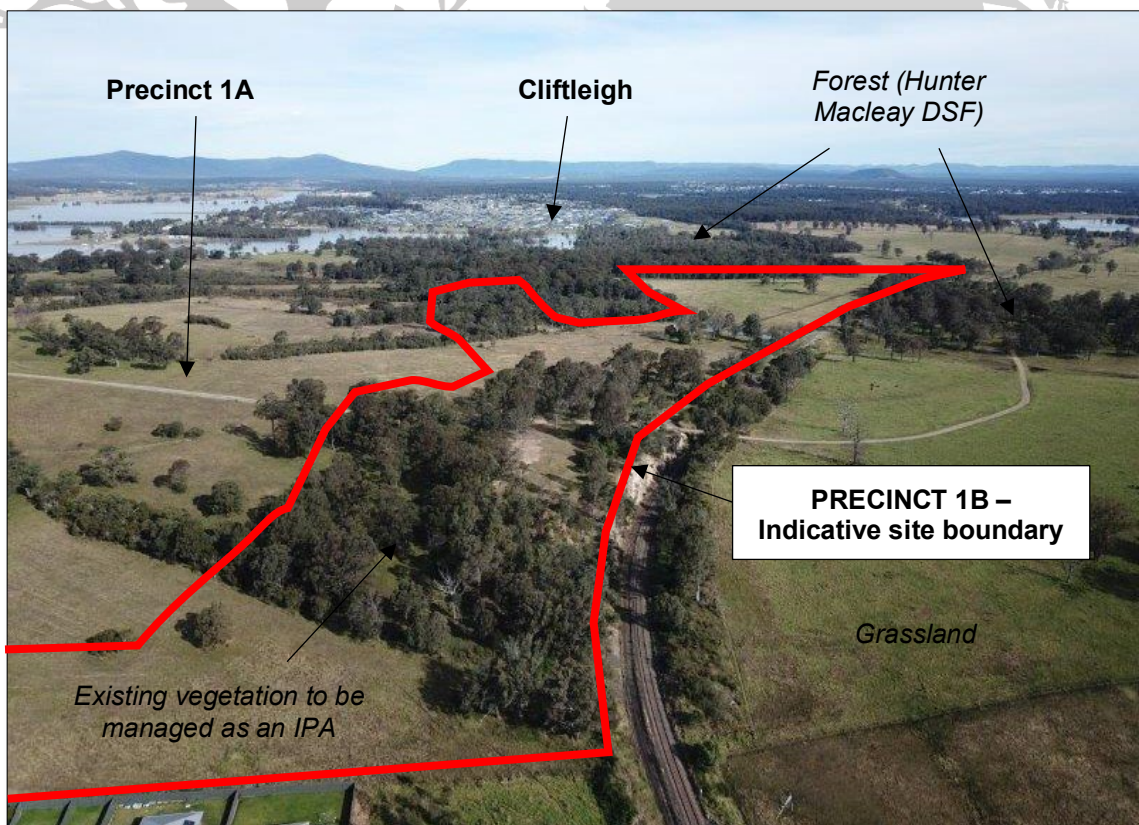 Precinct 1A
Cliftleigh
Forest (Hunter
Macleay DSF)
PRECINCT 1B –
Indicative site boundary
Grassland
Existing vegetation to be
managed as an IPA